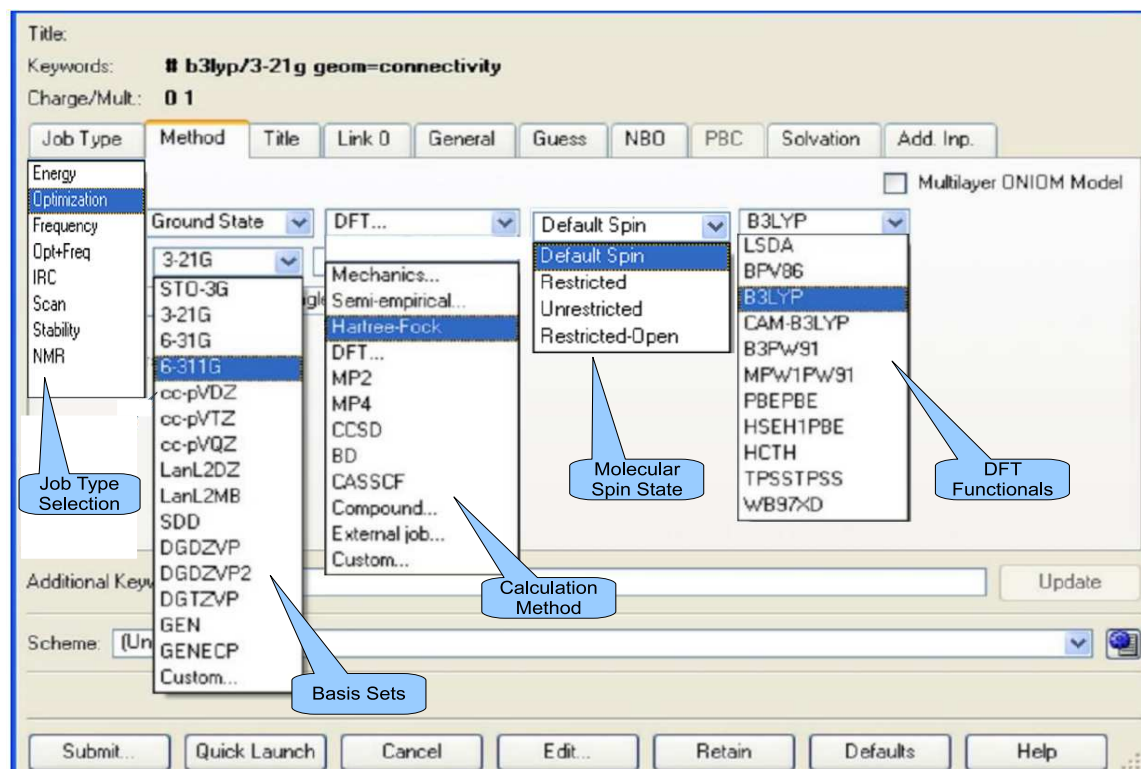 Title:
Keywords: # b3lyp/3-21g geom=connectivity
Charge/Mult.: 0 1
Job Type Method Title Link 0 General Guess NBO PBC Solvation Add. Inp.
Multilayer ONIOM Model
Energy
Optimization
Frequency
Opt+Freq
IRC
Scan
Stability
NMR
Job Type
Selection
Ground State
3-21G
STO-3G
3-21G
6-31G
6-311G
cc-pVDZ
cc-pVTZ
cc-pVQZ
LanL2DZ
LanL2MB
SDD
DGDZVP
DGDZVP2
DGTZVP
GEN
GENECP
Custom...
Basis Sets
DFT...
Mechanics...
Semi-empirical...
Hartree-Fock
DFT...
MP2
MP4
CCSD
BD
CASSCF
Compound...
External job...
Custom...
Calculation
Method
Default Spin
Default Spin
Restricted
Unrestricted
Restricted-Open
Molecular
Spin State
B3LYP
LSDA
BPV86
B3LYP
CAM-B3LYP
B3PW91
MPW1PW91
PBEPBE
HSEH1PBE
HCTH
TPSSTPSS
WB97XD
DFT
Functionals
Additional Keyw
Update
Scheme: (Un
Submit... Quick Launch Cancel Edit... Retain Defaults Help